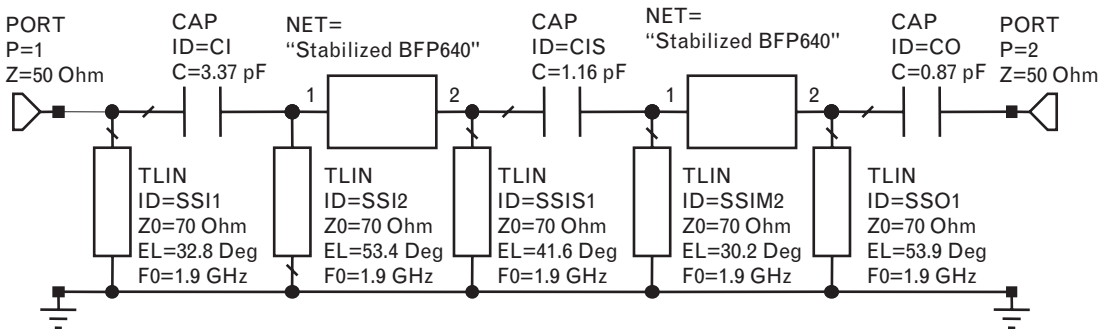 PORT
P=1
Z=50 Ohm
CAP
ID=CI
C=3.37 pF
NET=
“Stabilized BFP640”
CAP
ID=CIS
C=1.16 pF
NET=
“Stabilized BFP640”
CAP
ID=CO
C=0.87 pF
PORT
P=2
Z=50 Ohm
1
2
1
2
TLIN
ID=SSI1
Z0=70 Ohm
EL=32.8 Deg
F0=1.9 GHz
TLIN
ID=SSI2
Z0=70 Ohm
EL=53.4 Deg
F0=1.9 GHz
TLIN
ID=SSIS1
Z0=70 Ohm
EL=41.6 Deg
F0=1.9 GHz
TLIN
ID=SSIM2
Z0=70 Ohm
EL=30.2 Deg
F0=1.9 GHz
TLIN
ID=SSO1
Z0=70 Ohm
EL=53.9 Deg
F0=1.9 GHz